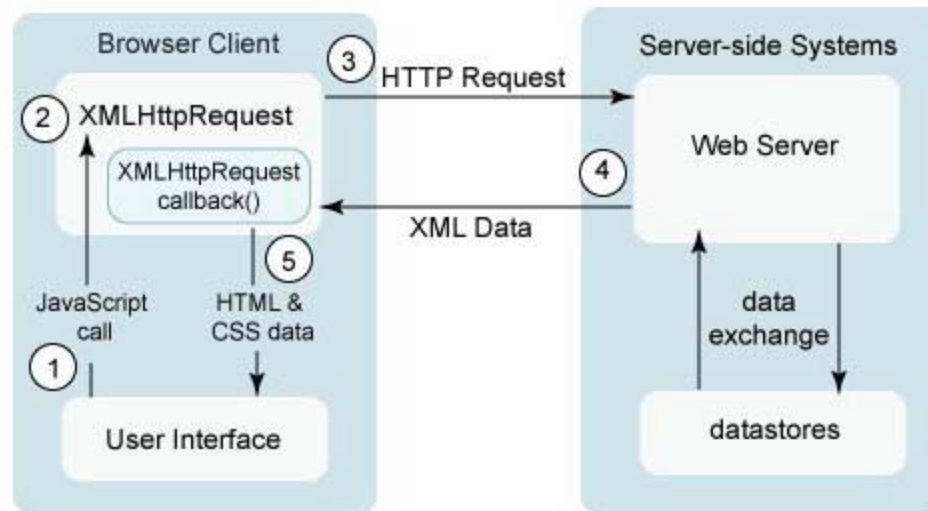 Browser Client
Server-side Systems
3
HTTP Request
2
XMLHttpRequest
Web Server
XMLHttpRequest
callback()
4
XML Data
5
JavaScript
call
HTML &
CSS data
data
exchange
1
User Interface
datastores